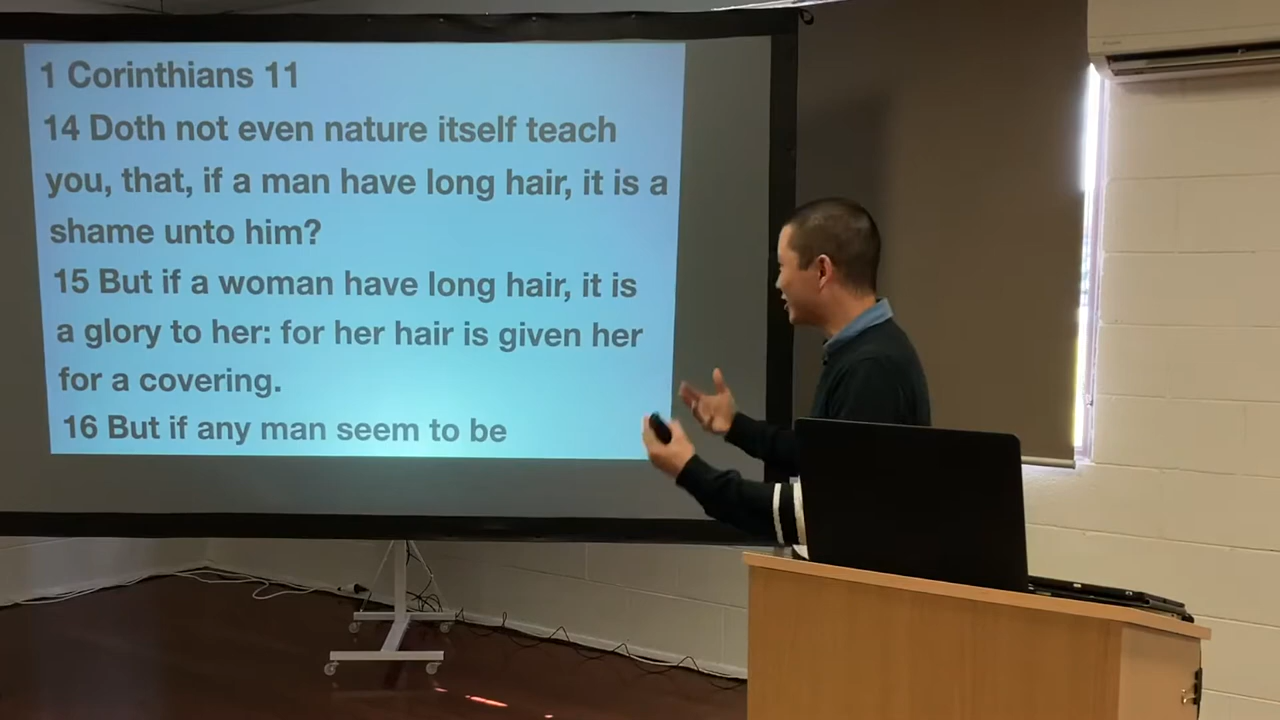 1 Corinthians 11
14 Doth not even nature itself teach
you, that, if a man have long hair, it is a
shame unto him?
15 But if a woman have long hair, it is
a glory to her: for her hair is given her
for a covering.
16 But if any man seem to be